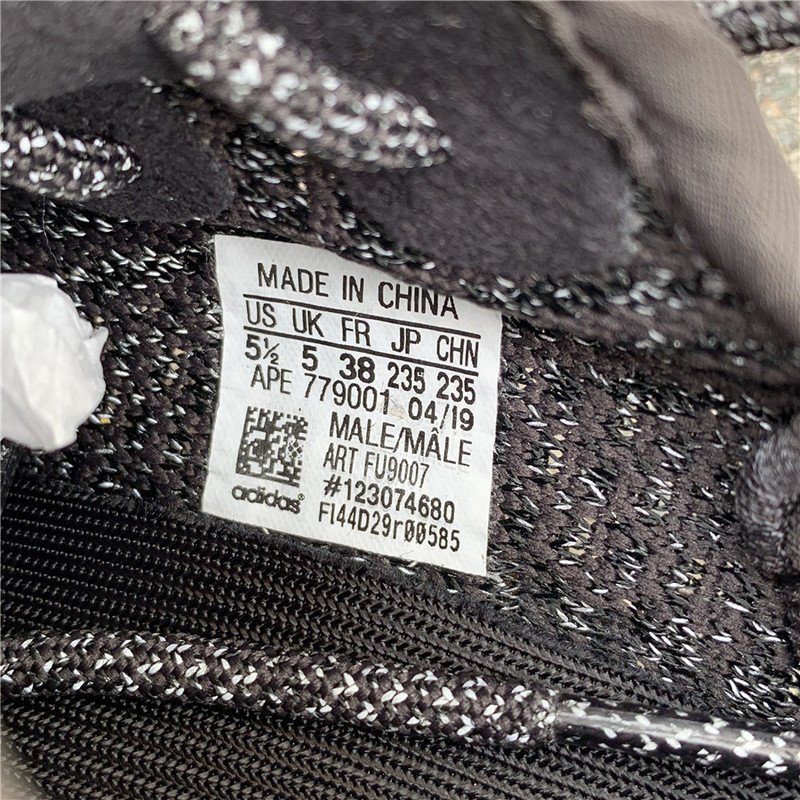 MADE IN CHINA
US UK FR JP CHN
5½ 5 38 235 235
APE 779001 04/19
MALE/MÂLE
ART FU9007
#123074680
adidas
FI44D29r00585